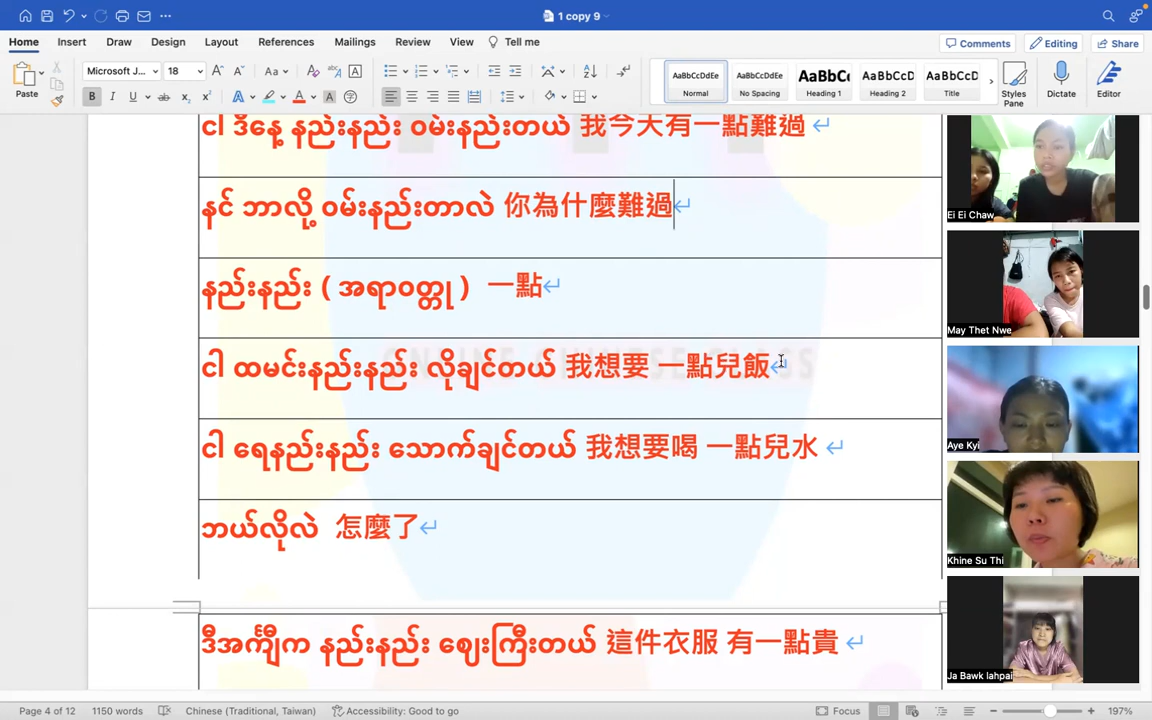 1 copy 9
Home Insert Draw Design Layout References Mailings Review View Tell me Comments Editing Share
Paste Microsoft J... 18 AaBbCcDdEe Normal AaBbCcDdEe No Spacing AaBbC Heading 1 AaBbCcD Heading 2 AaBbCcD Title Styles Pane Dictate Editor
ငါ ဒီနေ့ နည်းနည်း ဝမ်းနည်းတယ် 我今天有一點難過
နင် ဘာလို့ ဝမ်းနည်းတာလဲ 你為什麼難過
နည်းနည်း ( အရာဝတ္တု ) 一點
ငါ ထမင်းနည်းနည်း လိုချင်တယ် 我想要 一點兒飯
ငါ ရေနည်းနည်း သောက်ချင်တယ် 我想要喝 一點兒水
ဘယ်လိုလဲ 怎麼了
ဒီအင်္ကျီက နည်းနည်း ဈေးကြီးတယ် 這件衣服 有一點貴
Ei Ei Chaw
May Thet Nwe
Aye Kyi
Khine Su Thi
Ja Bawk lahpai
Page 4 of 12 1150 words Chinese (Traditional, Taiwan) Accessibility: Good to go Focus 197%